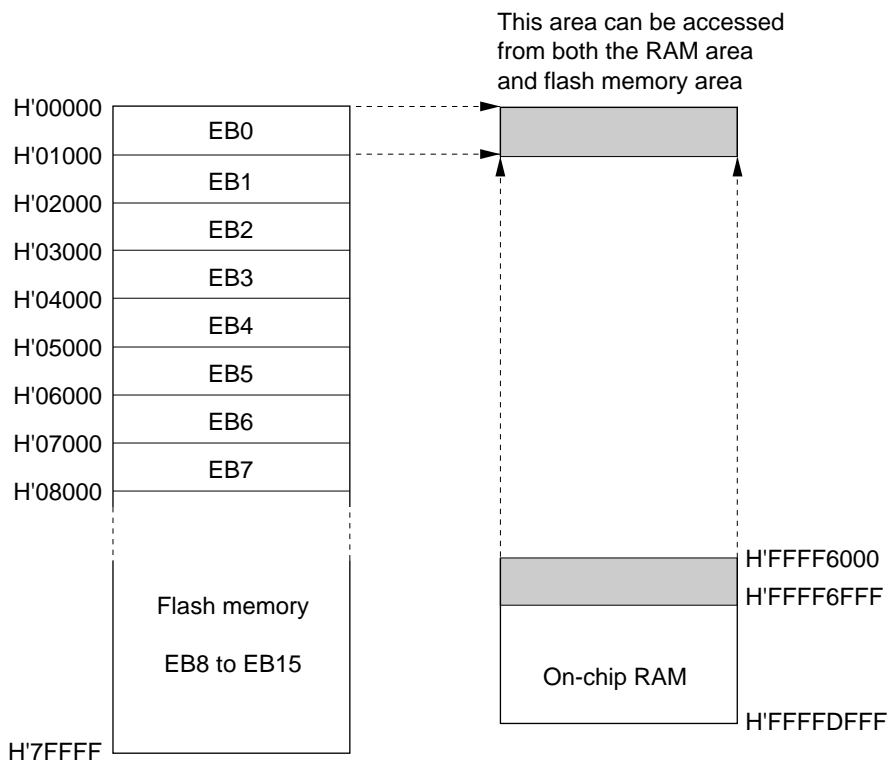 This area can be accessed
from both the RAM area
and flash memory area
H'00000
EB0
H'01000
EB1
H'02000
EB2
H'03000
EB3
H'04000
EB4
H'05000
EB5
H'06000
EB6
H'07000
EB7
H'08000
H'FFFF6000
H'FFFF6FFF
Flash memory
EB8 to EB15
On-chip RAM
H'FFFFDFFF
H'7FFFF